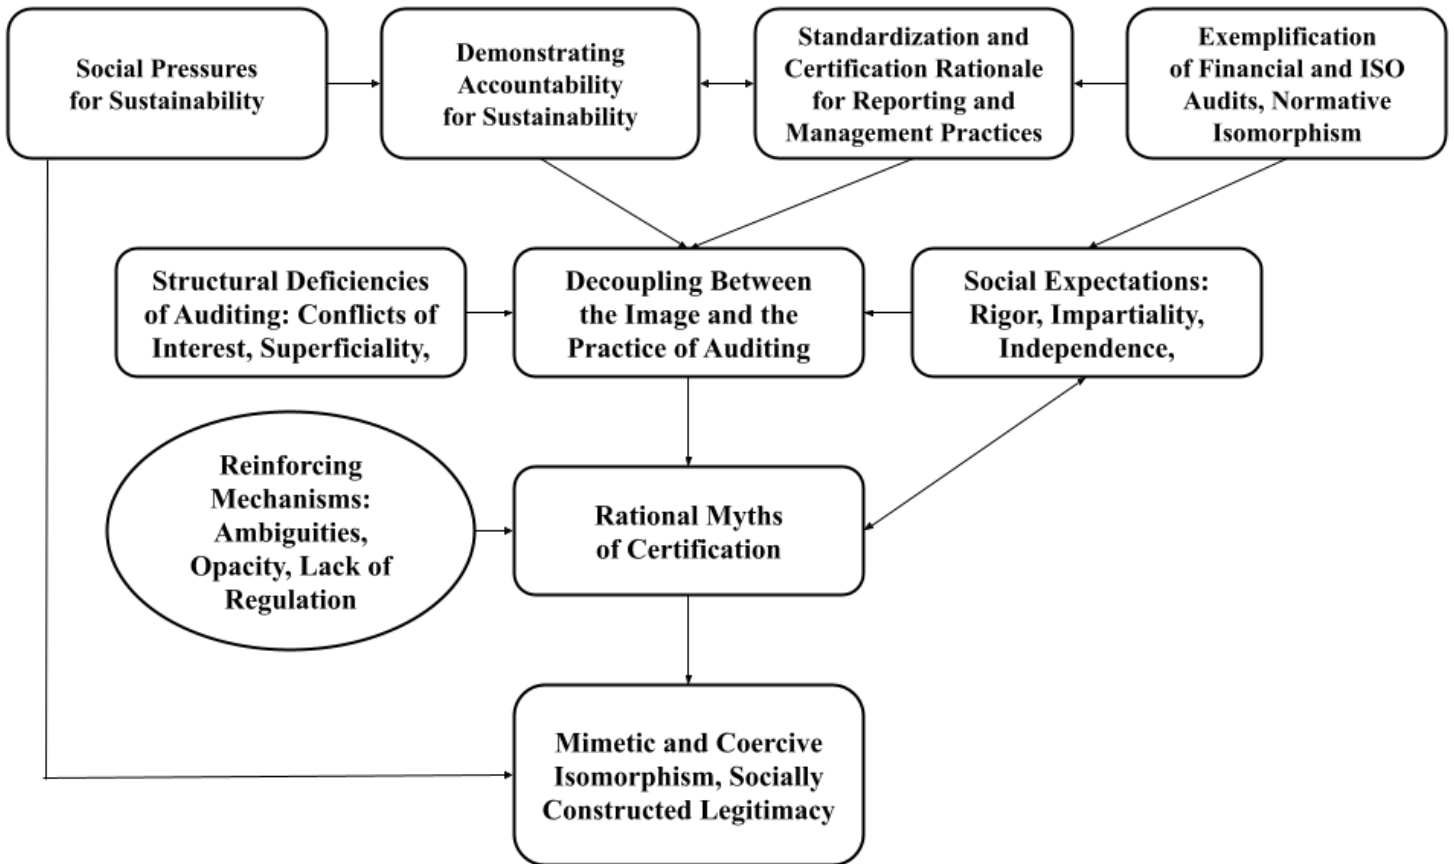 Social Pressures
for Sustainability
Demonstrating
Accountability
for Sustainability
Standardization and
Certification Rationale
for Reporting and
Management Practices
Exemplification
of Financial and ISO
Audits, Normative
Isomorphism
Structural Deficiencies
of Auditing: Conflicts of
Interest, Superficiality,
Decoupling Between
the Image and the
Practice of Auditing
Social Expectations:
Rigor, Impartiality,
Independence,
Reinforcing
Mechanisms:
Ambiguities,
Opacity, Lack of
Regulation
Rational Myths
of Certification
Mimetic and Coercive
Isomorphism, Socially
Constructed Legitimacy